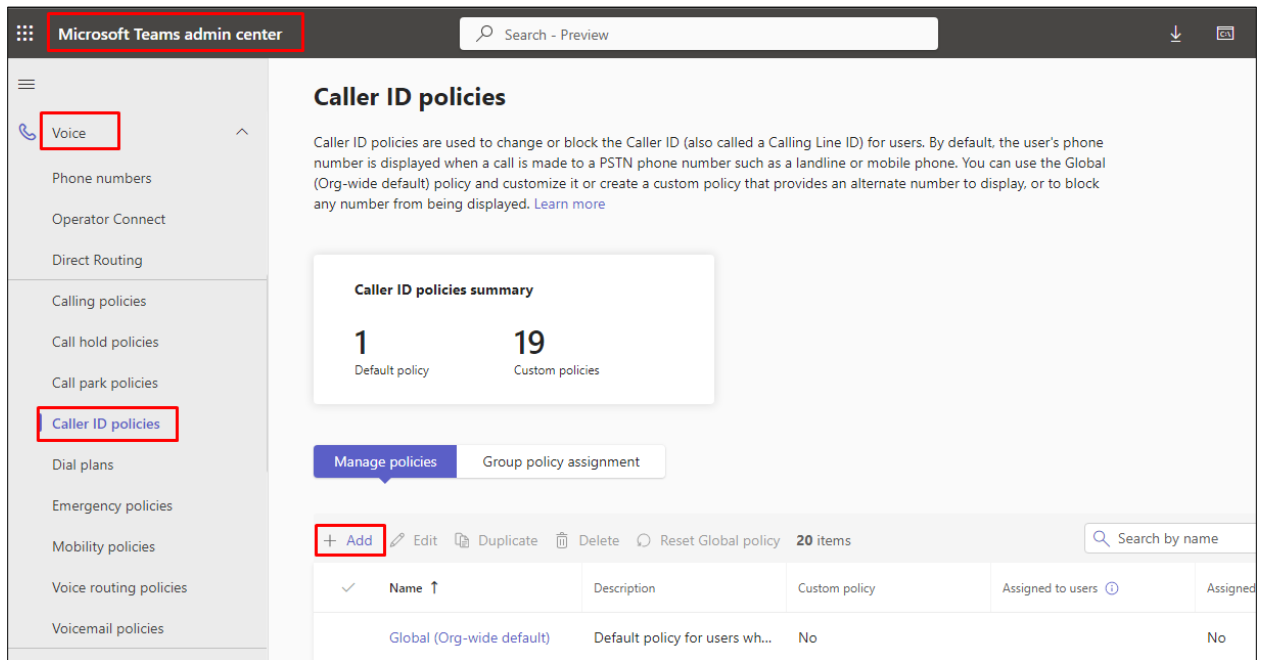 Microsoft Teams admin center
Search - Preview
C:\
Voice
Phone numbers
Operator Connect
Direct Routing
Calling policies
Call hold policies
Call park policies
Caller ID policies
Dial plans
Emergency policies
Mobility policies
Voice routing policies
Voicemail policies
Caller ID policies
Caller ID policies are used to change or block the Caller ID (also called a Calling Line ID) for users. By default, the user's phone
number is displayed when a call is made to a PSTN phone number such as a landline or mobile phone. You can use the Global
(Org-wide default) policy and customize it or create a custom policy that provides an alternate number to display, or to block
any number from being displayed. Learn more
Caller ID policies summary
1 19
Default policy Custom policies
Manage policies Group policy assignment
+ Add Edit Duplicate Delete Reset Global policy 20 items Search by name
Name ↑ Description Custom policy Assigned to users Assigned
Global (Org-wide default) Default policy for users wh... No No